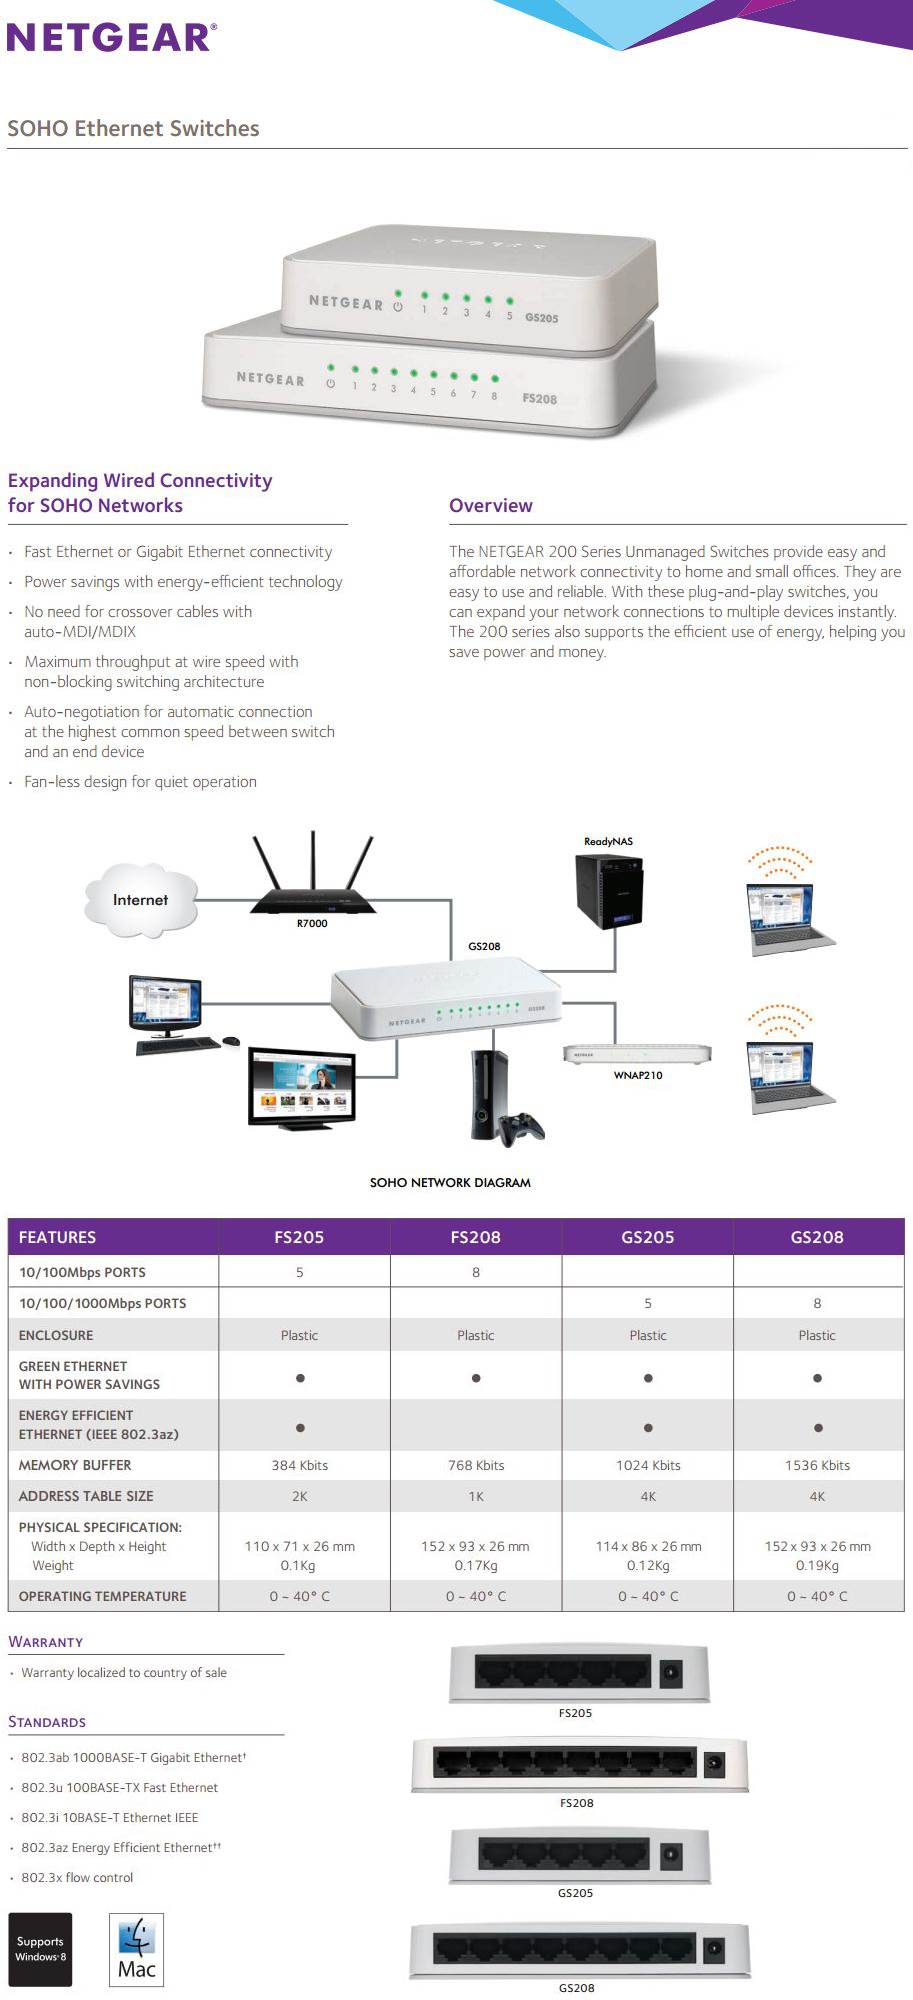 NETGEAR®
SOHO Ethernet Switches
NETGEAR
1 2 3 4 5 GS205
NETGEAR
1 2 3 4 5 6 7 8 FS208
Expanding Wired Connectivity
for SOHO Networks
• Fast Ethernet or Gigabit Ethernet connectivity
• Power savings with energy-efficient technology
• No need for crossover cables with
auto-MDI/MDIX
• Maximum throughput at wire speed with
non-blocking switching architecture
• Auto-negotiation for automatic connection
at the highest common speed between switch
and an end device
• Fan-less design for quiet operation
Overview
The NETGEAR 200 Series Unmanaged Switches provide easy and
affordable network connectivity to home and small offices. They are
easy to use and reliable. With these plug-and-play switches, you
can expand your network connections to multiple devices instantly.
The 200 series also supports the efficient use of energy, helping you
save power and money.
Internet
R7000
ReadyNAS
GS208
NETGEAR
GS208
NETGEAR
WNAP210
SOHO NETWORK DIAGRAM
FEATURES FS205 FS208 GS205 GS208
10/100Mbps PORTS 5 8
10/100/1000Mbps PORTS 5 8
ENCLOSURE Plastic Plastic Plastic Plastic
GREEN ETHERNET
WITH POWER SAVINGS ● ● ● ●
ENERGY EFFICIENT
ETHERNET (IEEE 802.3az) ● ● ●
MEMORY BUFFER 384 Kbits 768 Kbits 1024 Kbits 1536 Kbits
ADDRESS TABLE SIZE 2K 1K 4K 4K
PHYSICAL SPECIFICATION:
Width x Depth x Height 110 x 71 x 26 mm 152 x 93 x 26 mm 114 x 86 x 26 mm 152 x 93 x 26 mm
Weight 0.1Kg 0.17Kg 0.12Kg 0.19Kg
OPERATING TEMPERATURE 0 ~ 40° C 0 ~ 40° C 0 ~ 40° C 0 ~ 40° C
WARRANTY
• Warranty localized to country of sale
STANDARDS
• 802.3ab 1000BASE-T Gigabit Ethernet†
• 802.3u 100BASE-TX Fast Ethernet
• 802.3i 10BASE-T Ethernet IEEE
• 802.3az Energy Efficient Ethernet††
• 802.3x flow control
Supports
Windows® 8
Mac
FS205
FS208
GS205
GS208